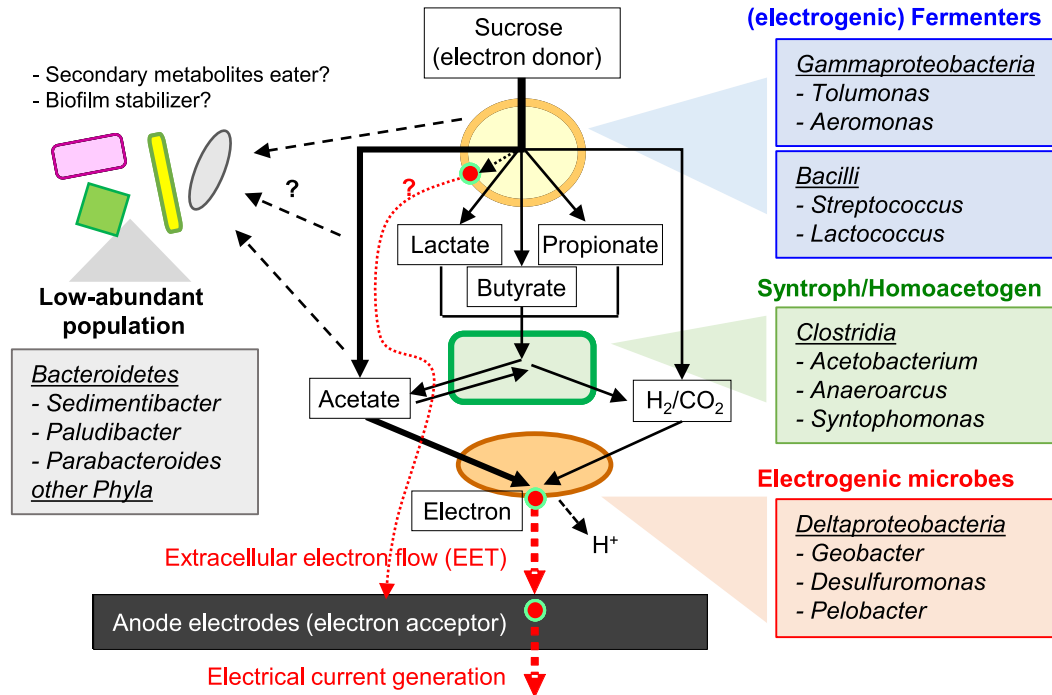 Sucrose
(electron donor)
(electrogenic) Fermenters
- Secondary metabolites eater?
- Biofilm stabilizer?
Gammaproteobacteria
- Tolumonas
- Aeromonas
Bacilli
- Streptococcus
- Lactococcus
?
?
Lactate
Propionate
Butyrate
Low-abundant
population
Bacteroidetes
- Sedimentibacter
- Paludibacter
- Parabacteroides
other Phyla
Syntroph/Homoacetogen
Clostridia
- Acetobacterium
- Anaeroarcus
- Syntophomonas
Acetate
H₂/CO₂
Electrogenic microbes
Deltaproteobacteria
- Geobacter
- Desulfuromonas
- Pelobacter
Electron
H⁺
Extracellular electron flow (EET)
Anode electrodes (electron acceptor)
Electrical current generation